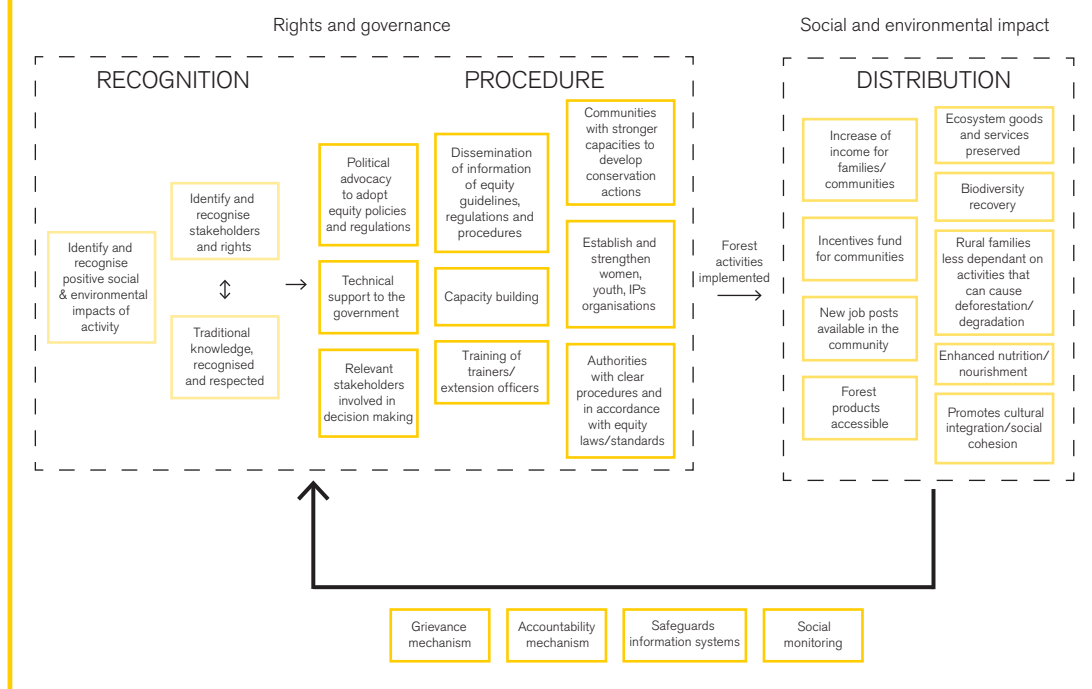 Rights and governance
Social and environmental impact
RECOGNITION
PROCEDURE
DISTRIBUTION
Identify and
recognise
positive social
& environmental
impacts of
activity
Identify and
recognise
stakeholders
and rights
Traditional
knowledge,
recognised
and respected
Political
advocacy
to adopt
equity policies
and regulations
Technical
support to the
government
Relevant
stakeholders
involved in
decision making
Dissemination
of information
of equity
guidelines,
regulations and
procedures
Capacity building
Training of
trainers/
extension officers
Communities
with stronger
capacities to
develop
conservation
actions
Establish and
strengthen
women,
youth, IPs
organisations
Authorities
with clear
procedures and
in accordance
with equity
laws/standards
Forest
activities
implemented
Increase of
income for
families/
communities
Incentives fund
for communities
New job posts
available in the
community
Forest
products
accessible
Ecosystem goods
and services
preserved
Biodiversity
recovery
Rural families
less dependant on
activities that
can cause
deforestation/
degradation
Enhanced nutrition/
nourishment
Promotes cultural
integration/social
cohesion
Grievance
mechanism
Accountability
mechanism
Safeguards
information systems
Social
monitoring